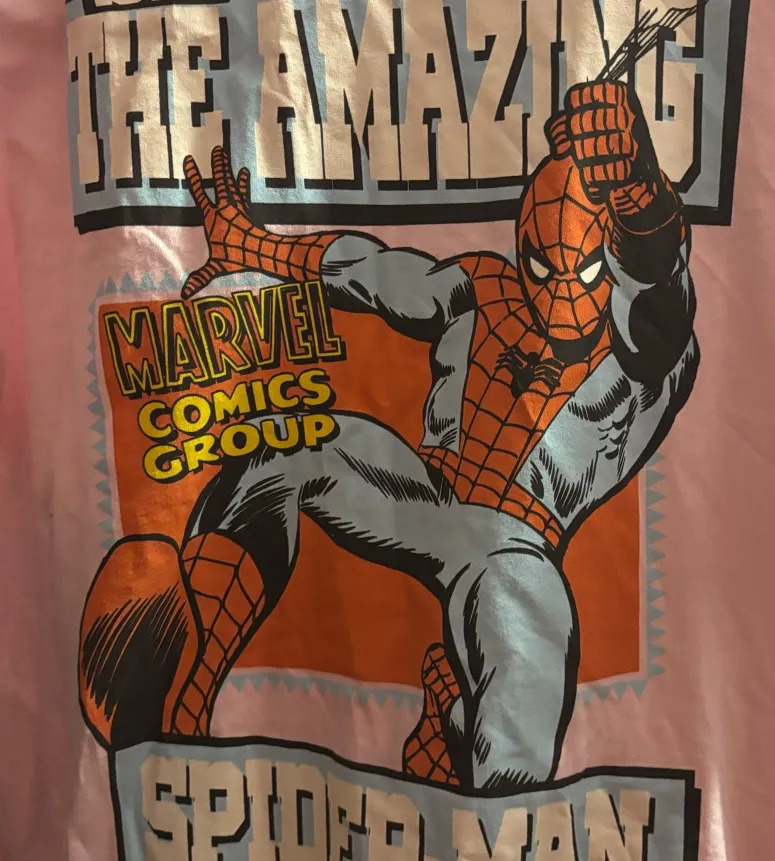 THE AMAZING
MARVEL
COMICS
GROUP
SPIDER-MAN